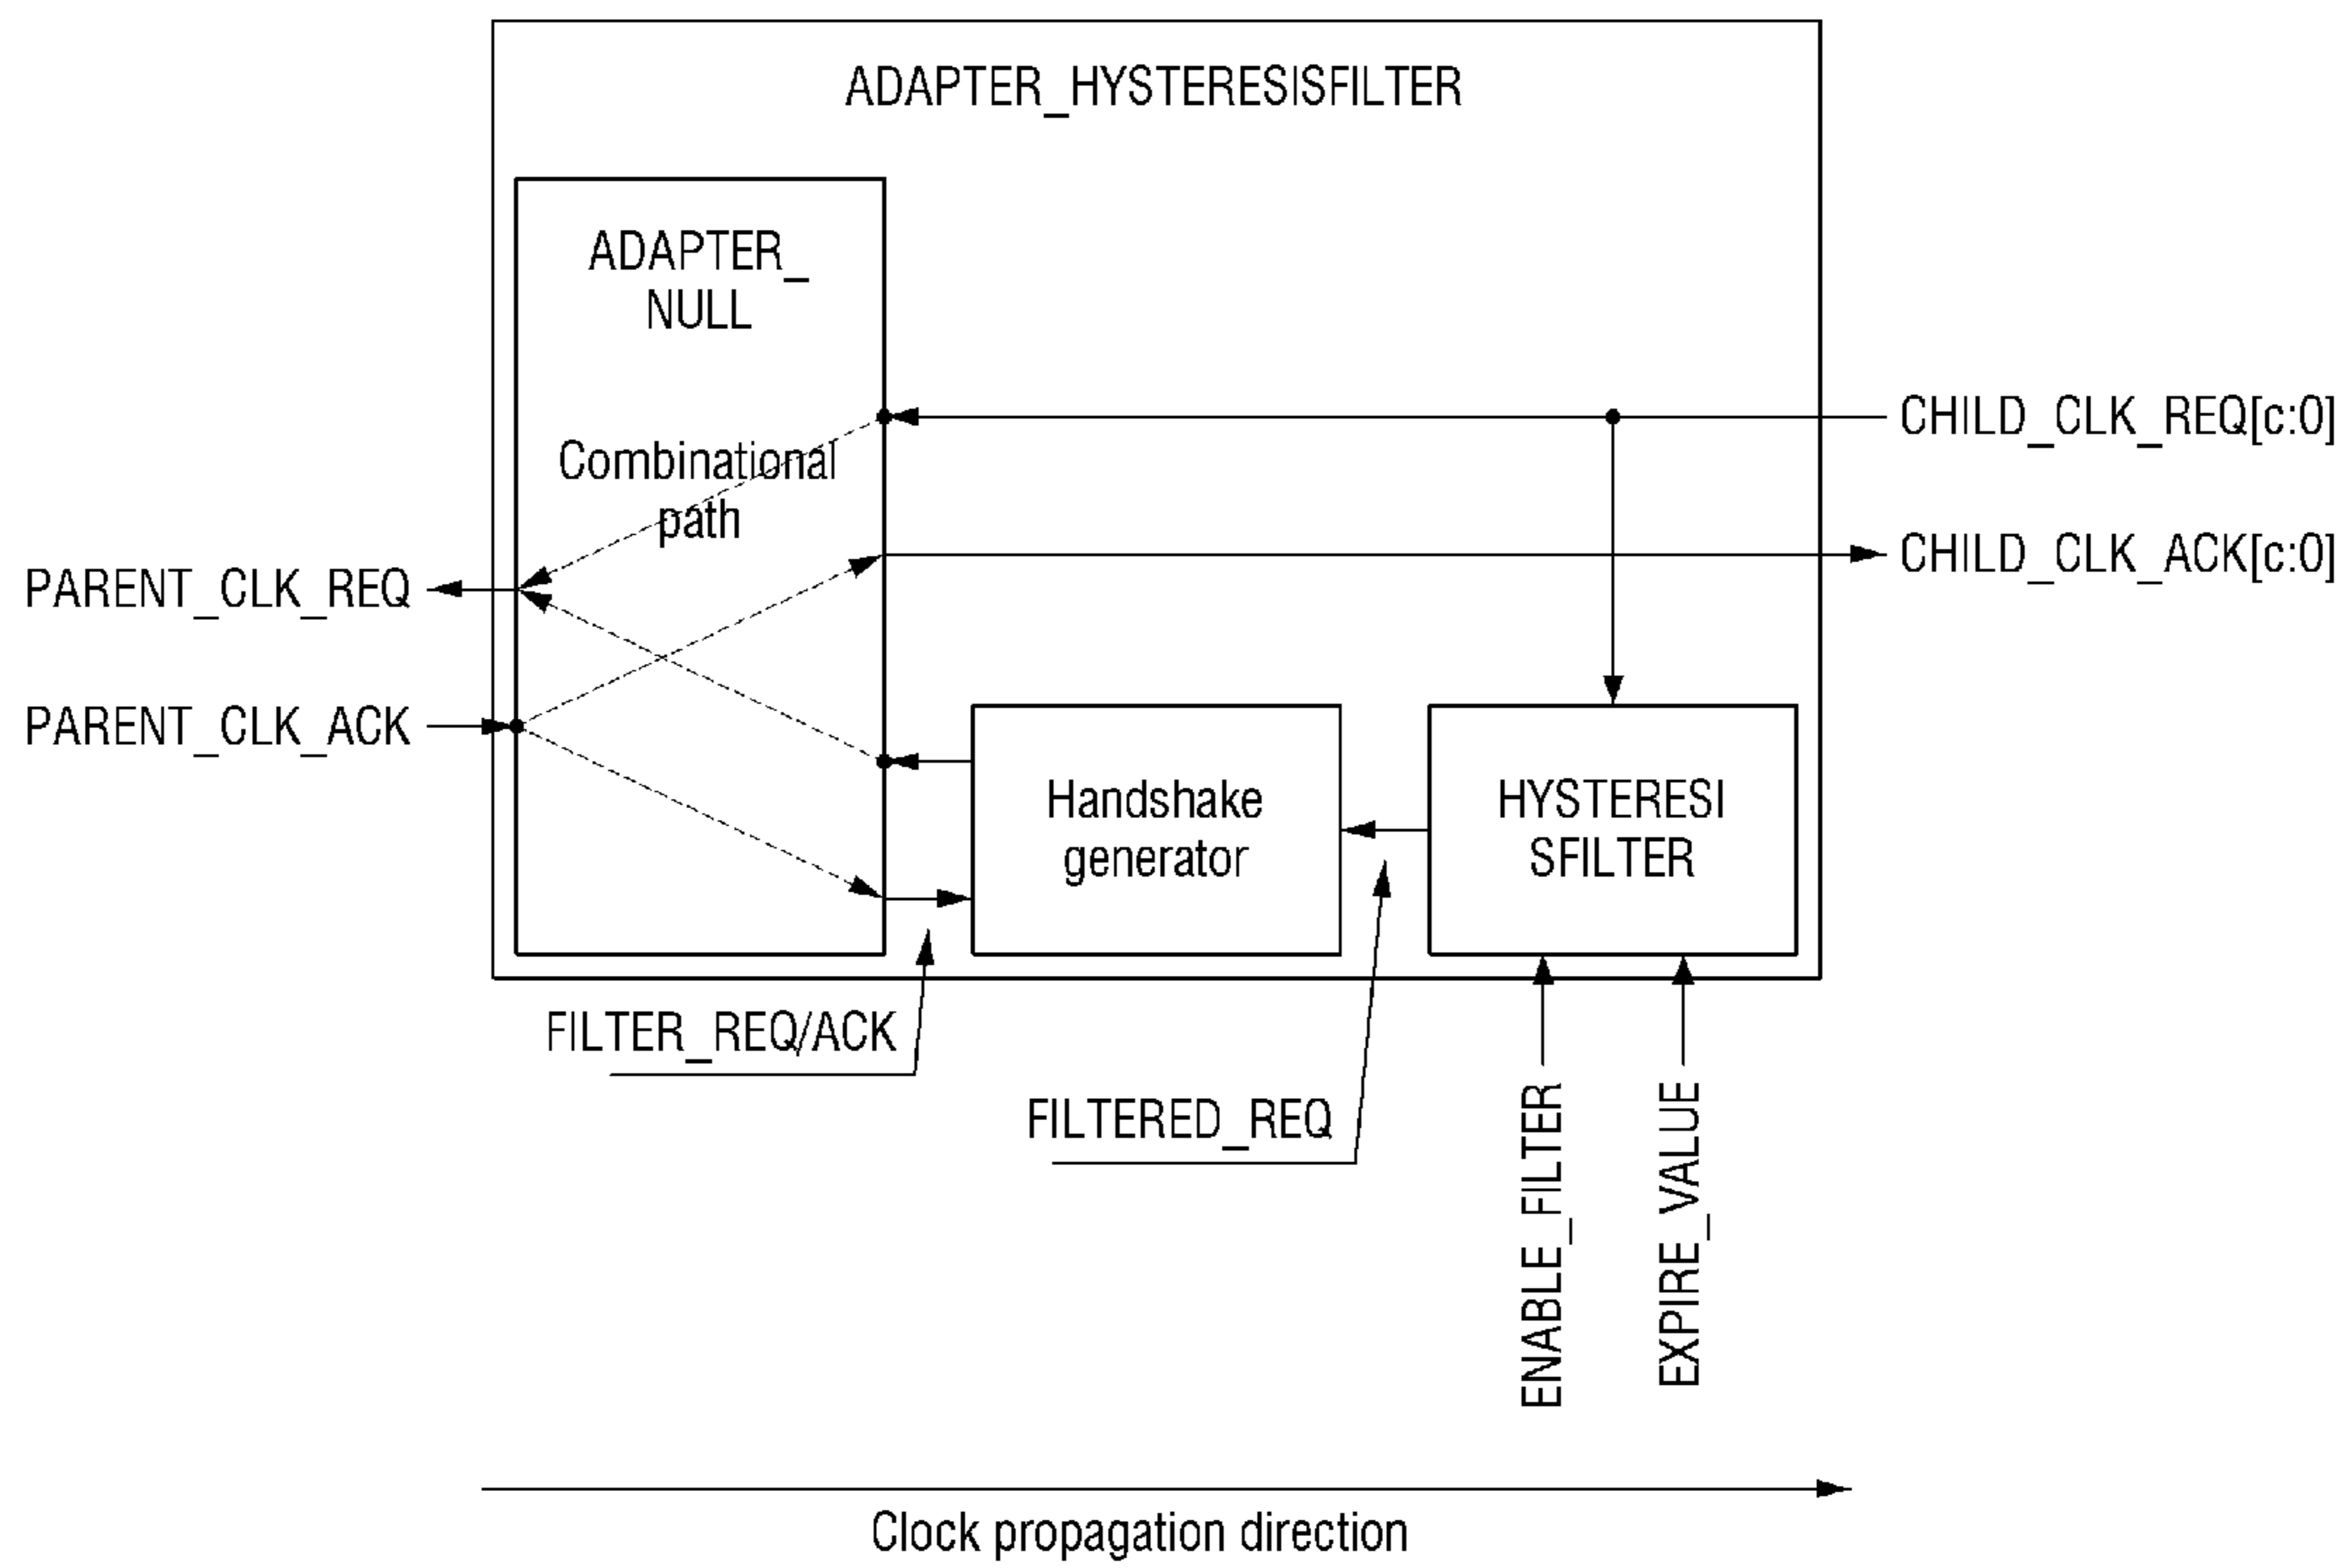 ADAPTER_HYSTERESISFILTER
ADAPTER_
NULL
CHILD_CLK_REQ[c:0]
Combinational
path
CHILD_CLK_ACK[c:0]
PARENT_CLK_REQ
PARENT_CLK_ACK
Handshake
generator
HYSTERESI
SFILTER
FILTER_REQ/ACK
FILTERED_REQ
ENABLE_FILTER
EXPIRE_VALUE
Clock propagation direction